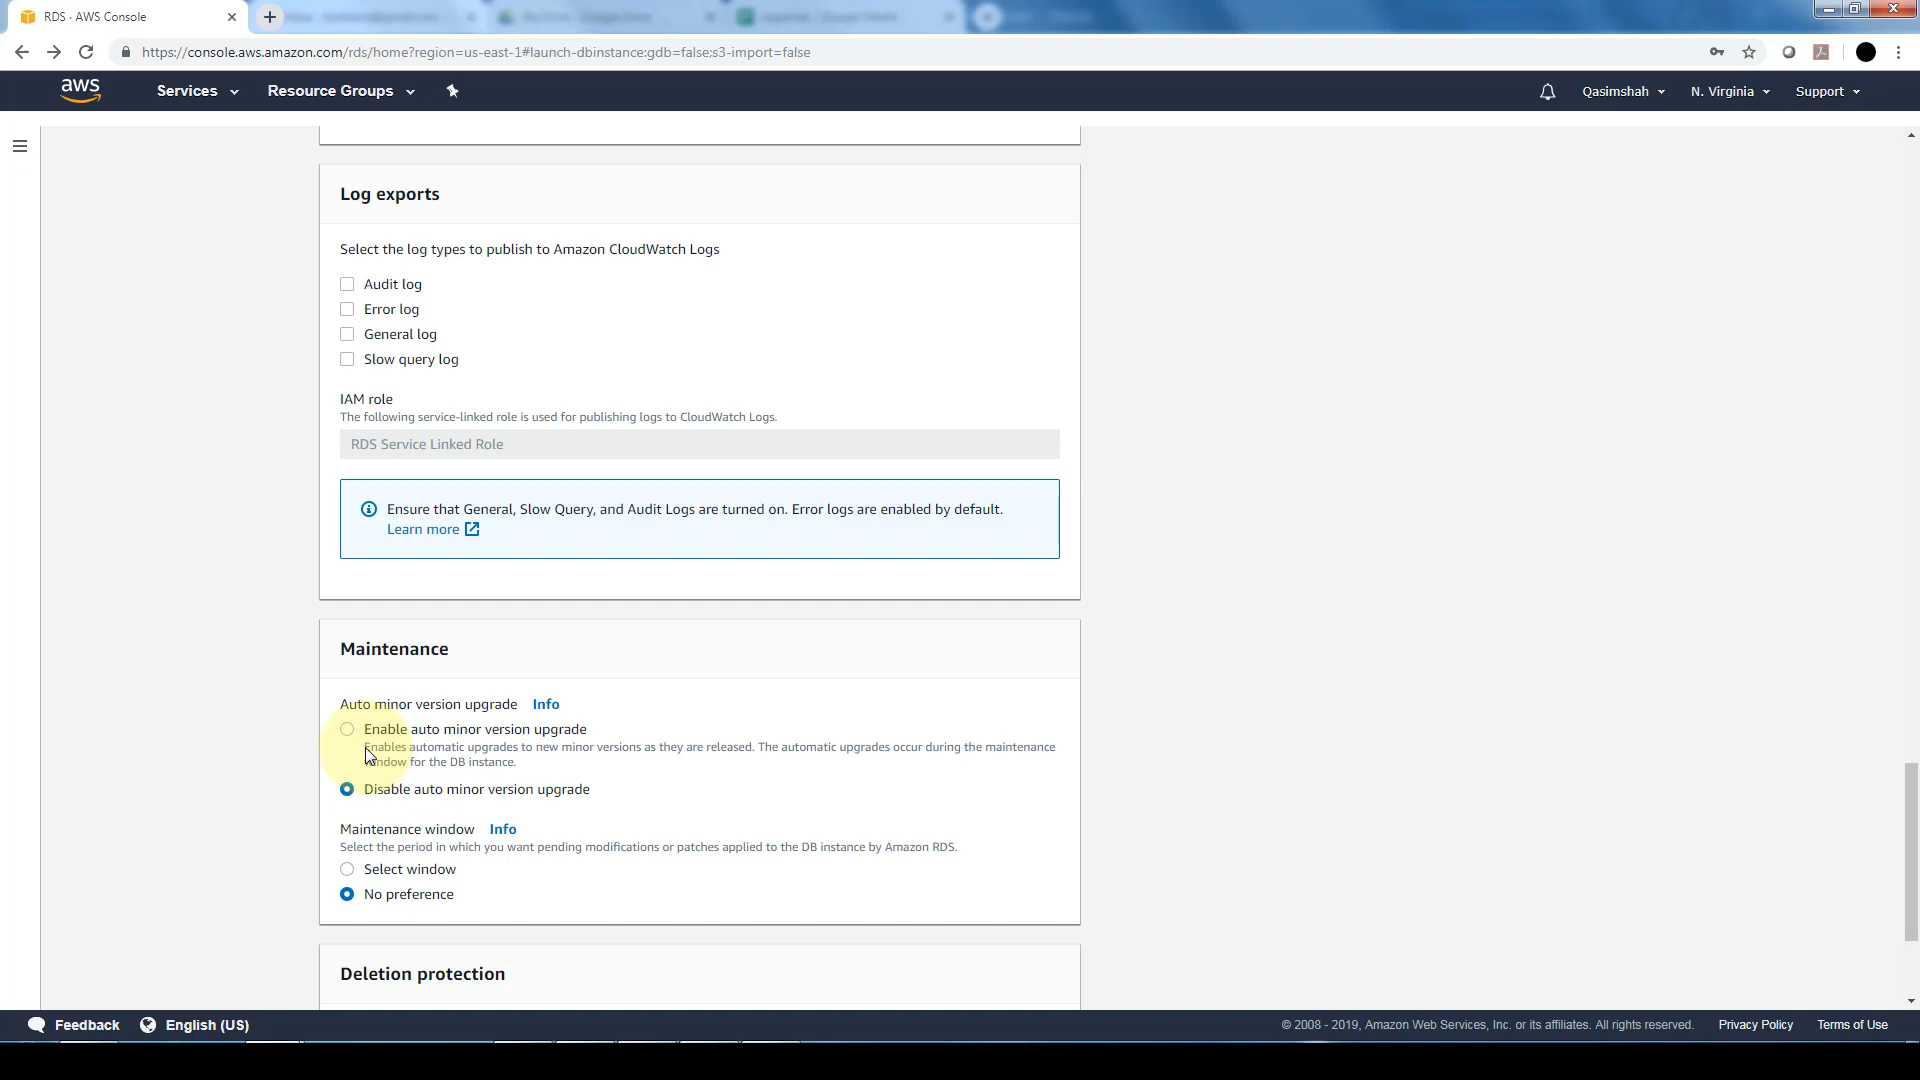 RDS · AWS Console
https://console.aws.amazon.com/rds/home?region=us-east-1#launch-dbinstance;gdb=false;s3-import=false
aws
Services
Resource Groups
Qasimshah
N. Virginia
Support
Log exports
Select the log types to publish to Amazon CloudWatch Logs
Audit log
Error log
General log
Slow query log
IAM role
The following service-linked role is used for publishing logs to CloudWatch Logs.
RDS Service Linked Role
Ensure that General, Slow Query, and Audit Logs are turned on. Error logs are enabled by default.
Learn more
Maintenance
Auto minor version upgrade Info
Enable auto minor version upgrade
Enables automatic upgrades to new minor versions as they are released. The automatic upgrades occur during the maintenance
window for the DB instance.
Disable auto minor version upgrade
Maintenance window Info
Select the period in which you want pending modifications or patches applied to the DB instance by Amazon RDS.
Select window
No preference
Deletion protection
Feedback
English (US)
© 2008 - 2019, Amazon Web Services, Inc. or its affiliates. All rights reserved.
Privacy Policy
Terms of Use